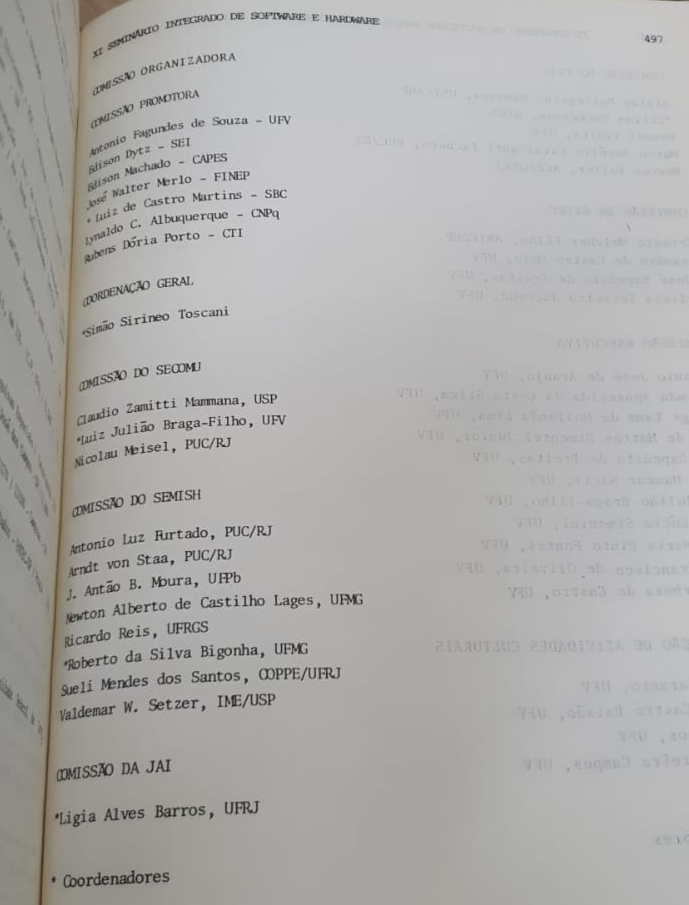 XI SEMINÁRIO INTEGRADO DE SOFTWARE E HARDWARE
497
COMISSÃO ORGANIZADORA
COMISSÃO PROMOTORA
Antonio Fagundes de Souza - UFV
Edison Dytz - SEI
Edison Machado - CAPES
José Walter Merlo - FINEP
* Luiz de Castro Martins - SBC
Lynaldo C. Albuquerque - CNPq
Rubens Dória Porto - CTI
COORDENAÇÃO GERAL
*Simão Sirineo Toscani
COMISSÃO DO SECOMU
Claudio Zamitti Mammana, USP
*Luiz Julião Braga-Filho, UFV
Nicolau Meisel, PUC/RJ
COMISSÃO DO SEMISH
Antonio Luz Furtado, PUC/RJ
Arndt von Staa, PUC/RJ
J. Antão B. Moura, UFPb
Newton Alberto de Castilho Lages, UFMG
Ricardo Reis, UFRGS
*Roberto da Silva Bigonha, UFMG
Sueli Mendes dos Santos, COPPE/UFRJ
Valdemar W. Setzer, IME/USP
COMISSÃO DA JAI
*Ligia Alves Barros, UFRJ
* Coordenadores